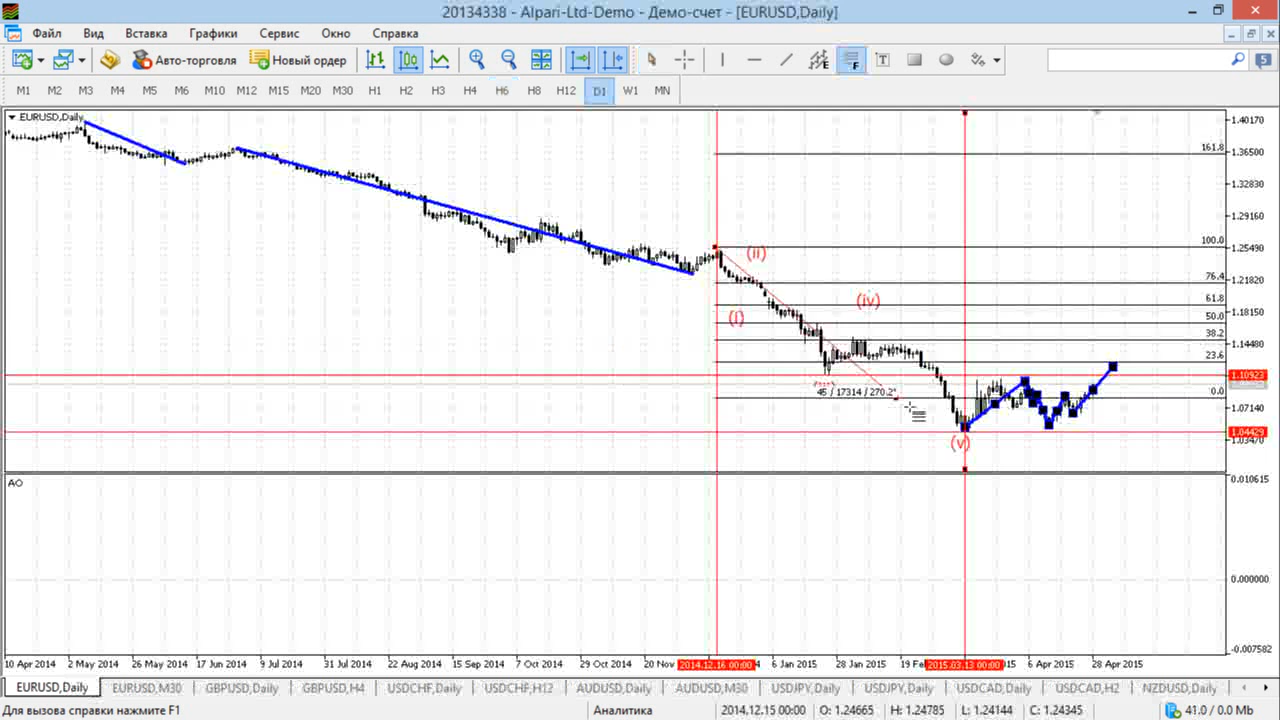 20134338 - Alpari-Ltd-Demo - Демо-счет - [EURUSD,Daily]
Файл Вид Вставка Графики Сервис Окно Справка
Авто-торговля Новый ордер
M1 M2 M3 M4 M5 M6 M10 M12 M15 M20 M30 H1 H2 H3 H4 H6 H8 H12 D1 W1 MN
EURUSD,Daily
1.40170
161.8
1.36500
1.32830
1.29160
(ii)
100.0
1.25490
76.4
1.21820
(iv)
61.8
(i)
50.0
1.18150
38.2
1.14480
23.6
1.10923
45 / 17314 / 270.2°
0.0
1.07140
1.04429
(v)
1.03470
AO
0.010615
0.000000
-0.007582
10 Apr 2014 2 May 2014 26 May 2014 17 Jun 2014 9 Jul 2014 31 Jul 2014 22 Aug 2014 15 Sep 2014 7 Oct 2014 29 Oct 2014 20 Nov 2014.12.16 00:00 4 6 Jan 2015 28 Jan 2015 19 Feb 2015.03.13 00:00 15 6 Apr 2015 28 Apr 2015
EURUSD,Daily EURUSD,M30 GBPUSD,Daily GBPUSD,H4 USDCHF,Daily USDCHF,H12 AUDUSD,Daily AUDUSD,M30 USDJPY,Daily USDJPY,Daily USDCAD,Daily USDCAD,H2 NZDUSD,Daily
Для вызова справки нажмите F1 Аналитика 2014.12.15 00:00 O: 1.24665 H: 1.24785 L: 1.24144 C: 1.24345 41.0 / 0.0 Mb